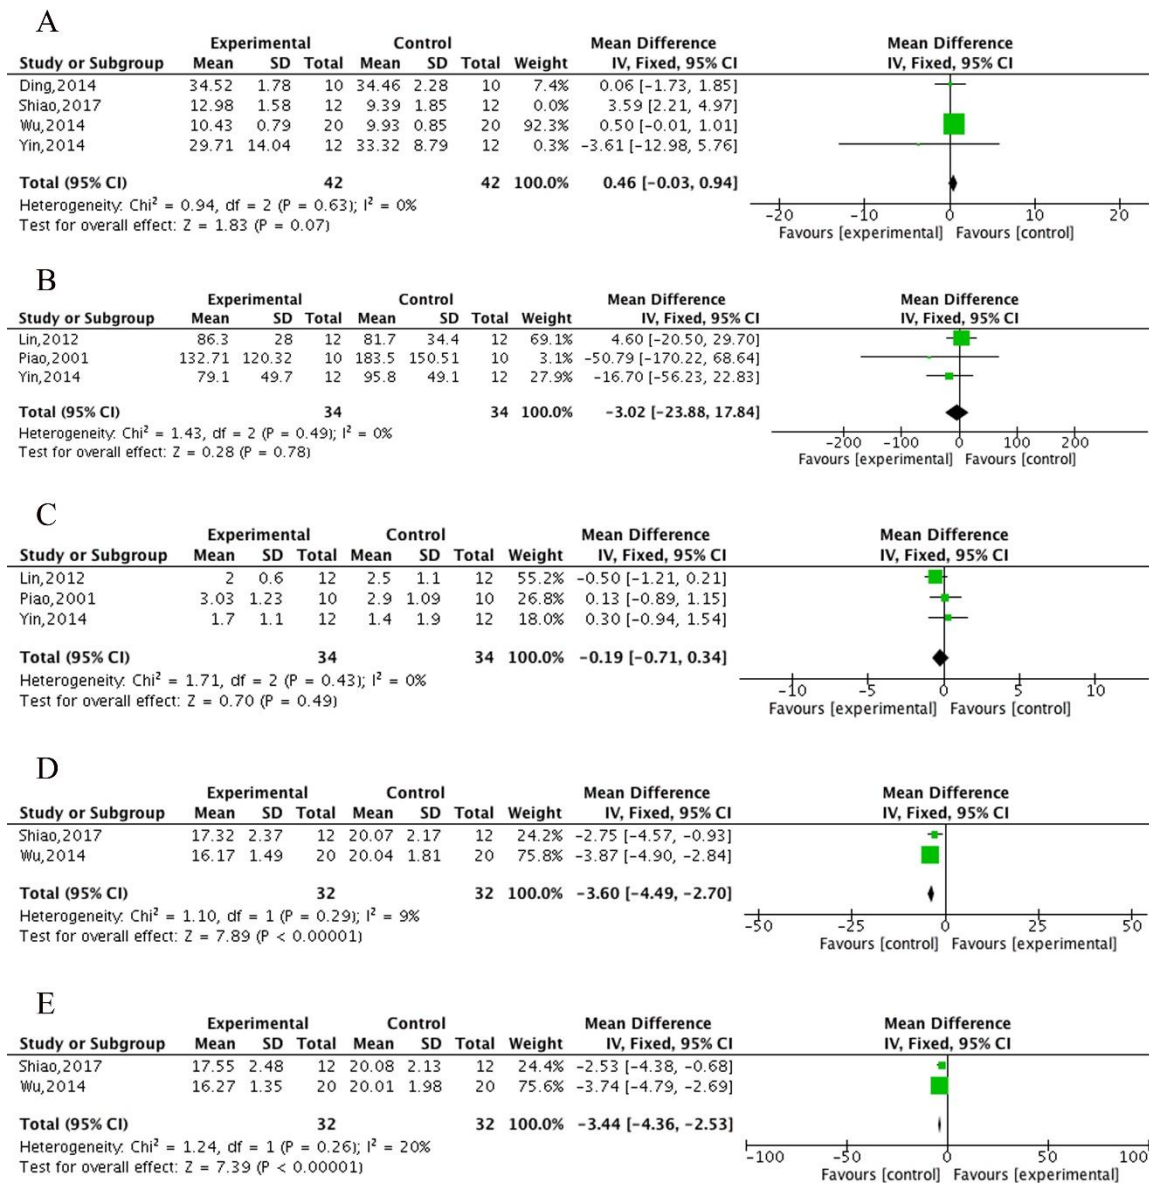 A
Experimental Control Mean Difference Mean Difference
Study or Subgroup Mean SD Total Mean SD Total Weight IV, Fixed, 95% CI IV, Fixed, 95% CI
Ding,2014 34.52 1.78 10 34.46 2.28 10 7.4% 0.06 [−1.73, 1.85]
Shiao,2017 12.98 1.58 12 9.39 1.85 12 0.0% 3.59 [2.21, 4.97]
Wu,2014 10.43 0.79 20 9.93 0.85 20 92.3% 0.50 [−0.01, 1.01]
Yin,2014 29.71 14.04 12 33.32 8.79 12 0.3% −3.61 [−12.98, 5.76]
Total (95% CI) 42 42 100.0% 0.46 [−0.03, 0.94]
Heterogeneity: Chi² = 0.94, df = 2 (P = 0.63); I² = 0%
Test for overall effect: Z = 1.83 (P = 0.07)
−20 −10 0 10 20
Favours [experimental] Favours [control]
B
Experimental Control Mean Difference Mean Difference
Study or Subgroup Mean SD Total Mean SD Total Weight IV, Fixed, 95% CI IV, Fixed, 95% CI
Lin,2012 86.3 28 12 81.7 34.4 12 69.1% 4.60 [−20.50, 29.70]
Piao,2001 132.71 120.32 10 183.5 150.51 10 3.1% −50.79 [−170.22, 68.64]
Yin,2014 79.1 49.7 12 95.8 49.1 12 27.9% −16.70 [−56.23, 22.83]
Total (95% CI) 34 34 100.0% −3.02 [−23.88, 17.84]
Heterogeneity: Chi² = 1.43, df = 2 (P = 0.49); I² = 0%
Test for overall effect: Z = 0.28 (P = 0.78)
−200 −100 0 100 200
Favours [experimental] Favours [control]
C
Experimental Control Mean Difference Mean Difference
Study or Subgroup Mean SD Total Mean SD Total Weight IV, Fixed, 95% CI IV, Fixed, 95% CI
Lin,2012 2 0.6 12 2.5 1.1 12 55.2% −0.50 [−1.21, 0.21]
Piao,2001 3.03 1.23 10 2.9 1.09 10 26.8% 0.13 [−0.89, 1.15]
Yin,2014 1.7 1.1 12 1.4 1.9 12 18.0% 0.30 [−0.94, 1.54]
Total (95% CI) 34 34 100.0% −0.19 [−0.71, 0.34]
Heterogeneity: Chi² = 1.71, df = 2 (P = 0.43); I² = 0%
Test for overall effect: Z = 0.70 (P = 0.49)
−10 −5 0 5 10
Favours [experimental] Favours [control]
D
Experimental Control Mean Difference Mean Difference
Study or Subgroup Mean SD Total Mean SD Total Weight IV, Fixed, 95% CI IV, Fixed, 95% CI
Shiao,2017 17.32 2.37 12 20.07 2.17 12 24.2% −2.75 [−4.57, −0.93]
Wu,2014 16.17 1.49 20 20.04 1.81 20 75.8% −3.87 [−4.90, −2.84]
Total (95% CI) 32 32 100.0% −3.60 [−4.49, −2.70]
Heterogeneity: Chi² = 1.10, df = 1 (P = 0.29); I² = 9%
Test for overall effect: Z = 7.89 (P < 0.00001)
−50 −25 0 25 50
Favours [control] Favours [experimental]
E
Experimental Control Mean Difference Mean Difference
Study or Subgroup Mean SD Total Mean SD Total Weight IV, Fixed, 95% CI IV, Fixed, 95% CI
Shiao,2017 17.55 2.48 12 20.08 2.13 12 24.4% −2.53 [−4.38, −0.68]
Wu,2014 16.27 1.35 20 20.01 1.98 20 75.6% −3.74 [−4.79, −2.69]
Total (95% CI) 32 32 100.0% −3.44 [−4.36, −2.53]
Heterogeneity: Chi² = 1.24, df = 1 (P = 0.26); I² = 20%
Test for overall effect: Z = 7.39 (P < 0.00001)
−100 −50 0 50 100
Favours [control] Favours [experimental]